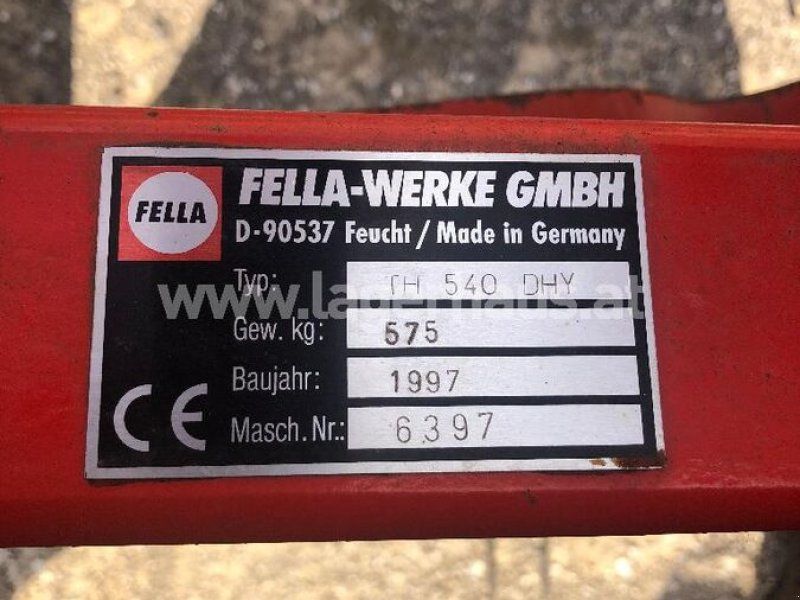 FELLA
FELLA-WERKE GMBH
D-90537 Feucht / Made in Germany
Typ: TH 540 DHY
www.lagerhaus.at
Gew. kg: 575
Baujahr: 1997
CE
Masch. Nr.: 6397